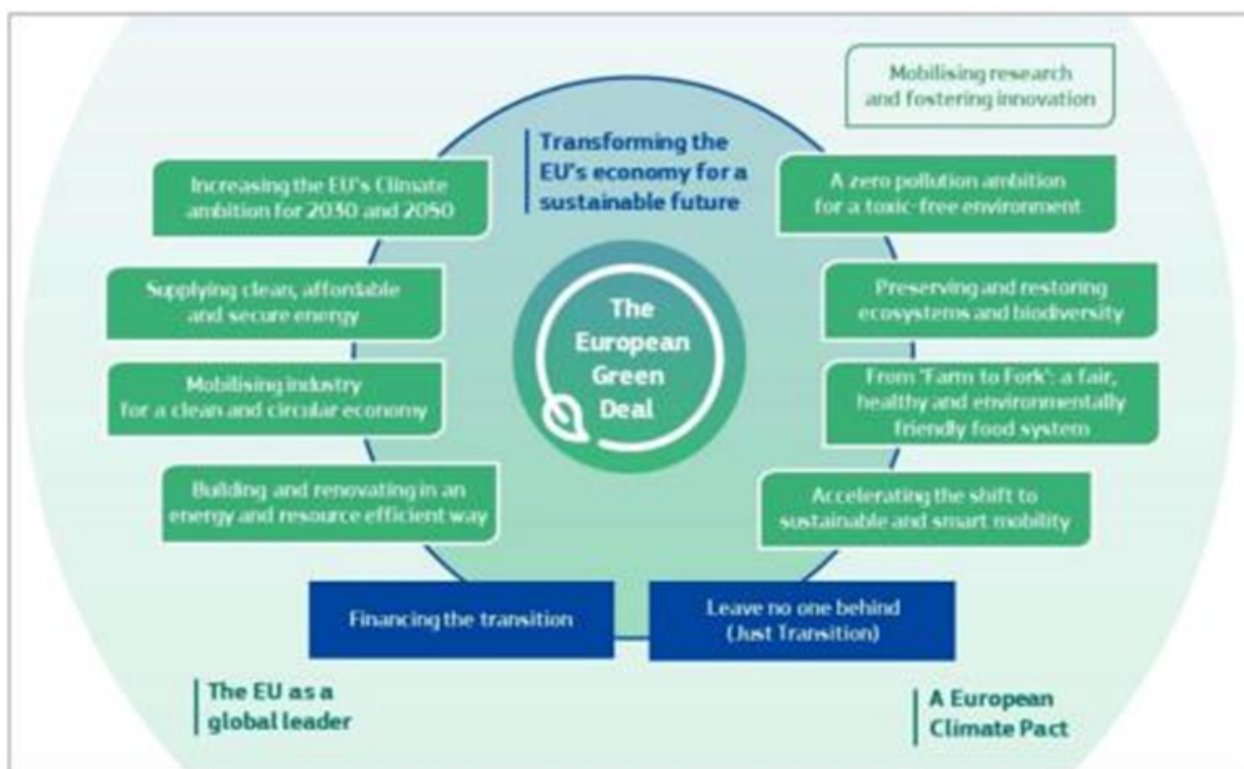 Mobilising research
and fostering innovation
Transforming the
EU's economy for a
sustainable future
Increasing the EU's Climate
ambition for 2030 and 2050
A zero pollution ambition
for a toxic-free environment
Supplying clean, affordable
and secure energy
Preserving and restoring
ecosystems and biodiversity
The
European
Green
Deal
Mobilising industry
for a clean and circular economy
From 'Farm to Fork': a fair,
healthy and environmentally
friendly food system
Building and renovating in an
energy and resource efficient way
Accelerating the shift to
sustainable and smart mobility
Financing the transition
Leave no one behind
(Just Transition)
The EU as a
global leader
A European
Climate Pact